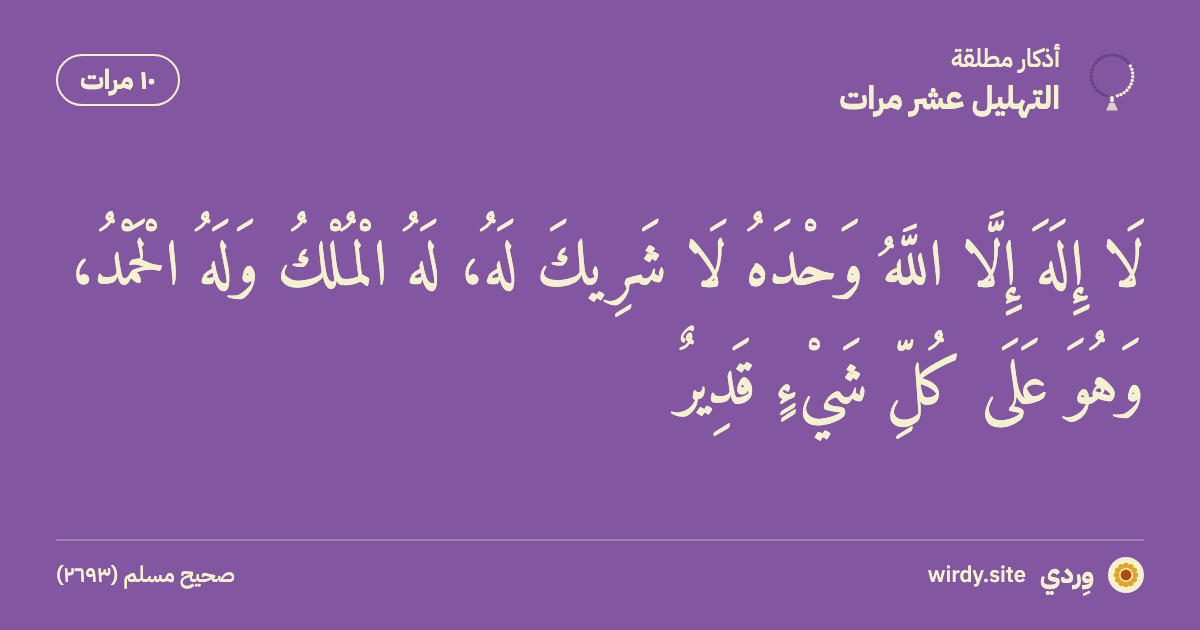 أذكار مطلقة
التهليل عشر مرات
١٠ مرات
لَا إِلَهَ إِلَّا اللَّهُ وَحْدَهُ لَا شَرِيكَ لَهُ، لَهُ الْمُلْكُ وَلَهُ الْحَمْدُ،
وَهُوَ عَلَى كُلِّ شَيْءٍ قَدِيرٌ
وِردي wirdy.site
صحيح مسلم (٢٦٩٣)